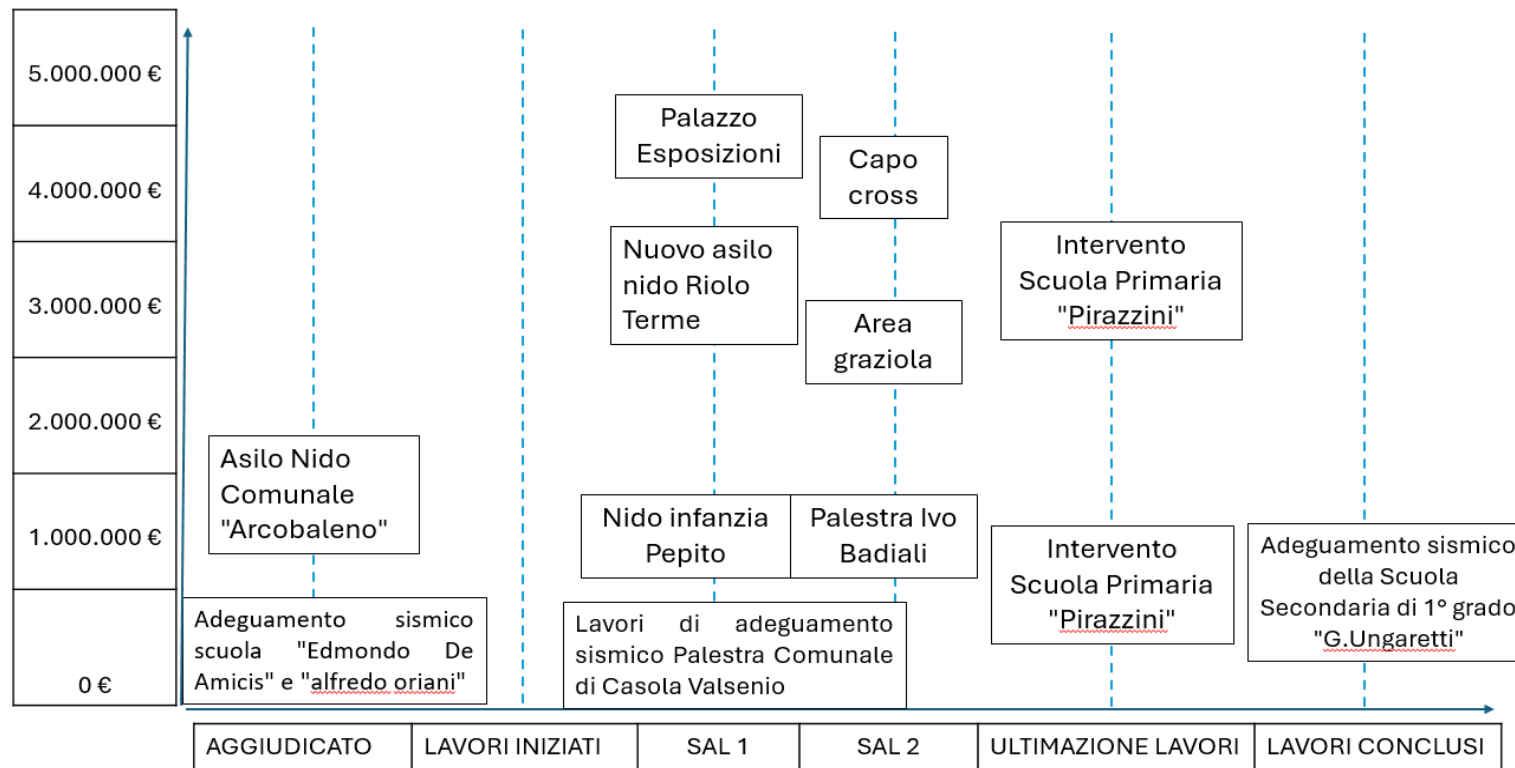 5.000.000 €
4.000.000 €
3.000.000 €
2.000.000 €
1.000.000 €
0 €
Palazzo
Esposizioni
Capo
cross
Nuovo asilo
nido Riolo
Terme
Intervento
Scuola Primaria
"Pirazzini"
Area
graziola
Asilo Nido
Comunale
"Arcobaleno"
Nido infanzia
Pepito
Palestra Ivo
Badiali
Intervento
Scuola Primaria
"Pirazzini"
Adeguamento sismico
della Scuola
Secondaria di 1° grado
"G.Ungaretti"
Adeguamento sismico
scuola "Edmondo De
Amicis" e "alfredo oriani"
Lavori di adeguamento
sismico Palestra Comunale
di Casola Valsenio
AGGIUDICATO
LAVORI INIZIATI
SAL 1
SAL 2
ULTIMAZIONE LAVORI
LAVORI CONCLUSI